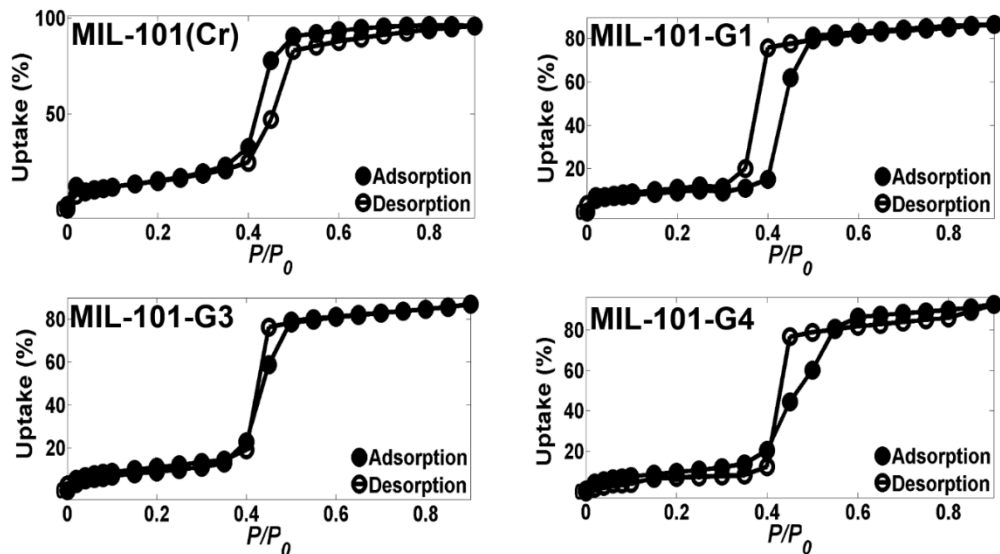 MIL-101(Cr)
Uptake (%)
100
50
Adsorption
Desorption
0 0.2 0.4 0.6 0.8
P/P0
MIL-101-G1
Uptake (%)
80
60
40
20
Adsorption
Desorption
0 0.2 0.4 0.6 0.8
P/P0
MIL-101-G3
Uptake (%)
80
60
40
20
Adsorption
Desorption
0 0.2 0.4 0.6 0.8
P/P0
MIL-101-G4
Uptake (%)
80
60
40
20
Adsorption
Desorption
0 0.2 0.4 0.6 0.8
P/P0